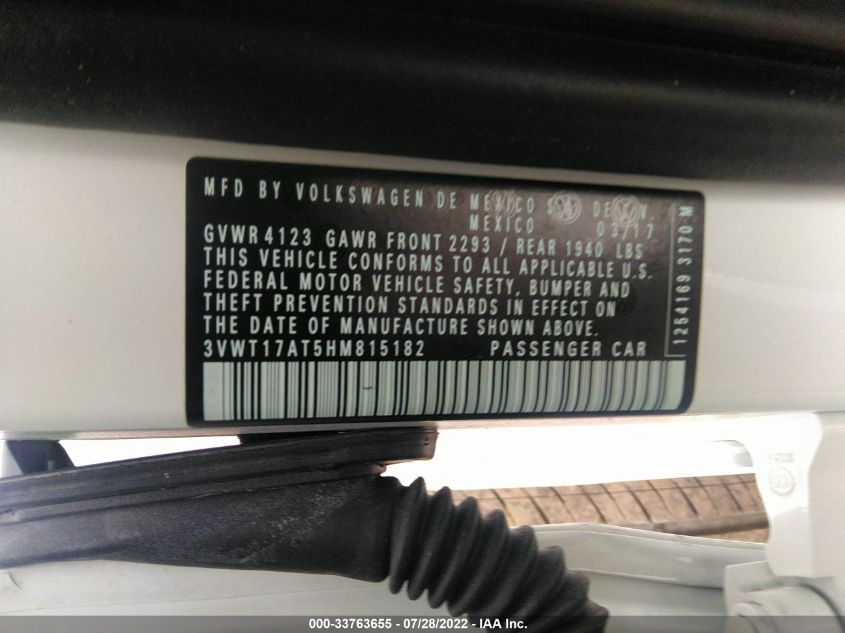 MFD BY VOLKSWAGEN DE MEXICO S.A. DE C.V.
MEXICO 03/17
GVWR 4123 GAWR FRONT 2293 / REAR 1940 LBS
THIS VEHICLE CONFORMS TO ALL APPLICABLE U.S.
FEDERAL MOTOR VEHICLE SAFETY, BUMPER AND
THEFT PREVENTION STANDARDS IN EFFECT ON
THE DATE OF MANUFACTURE SHOWN ABOVE.
3VWT17AT5HM815182 PASSENGER CAR
1254169 3170 M
000-33763655 - 07/28/2022 - IAA Inc.